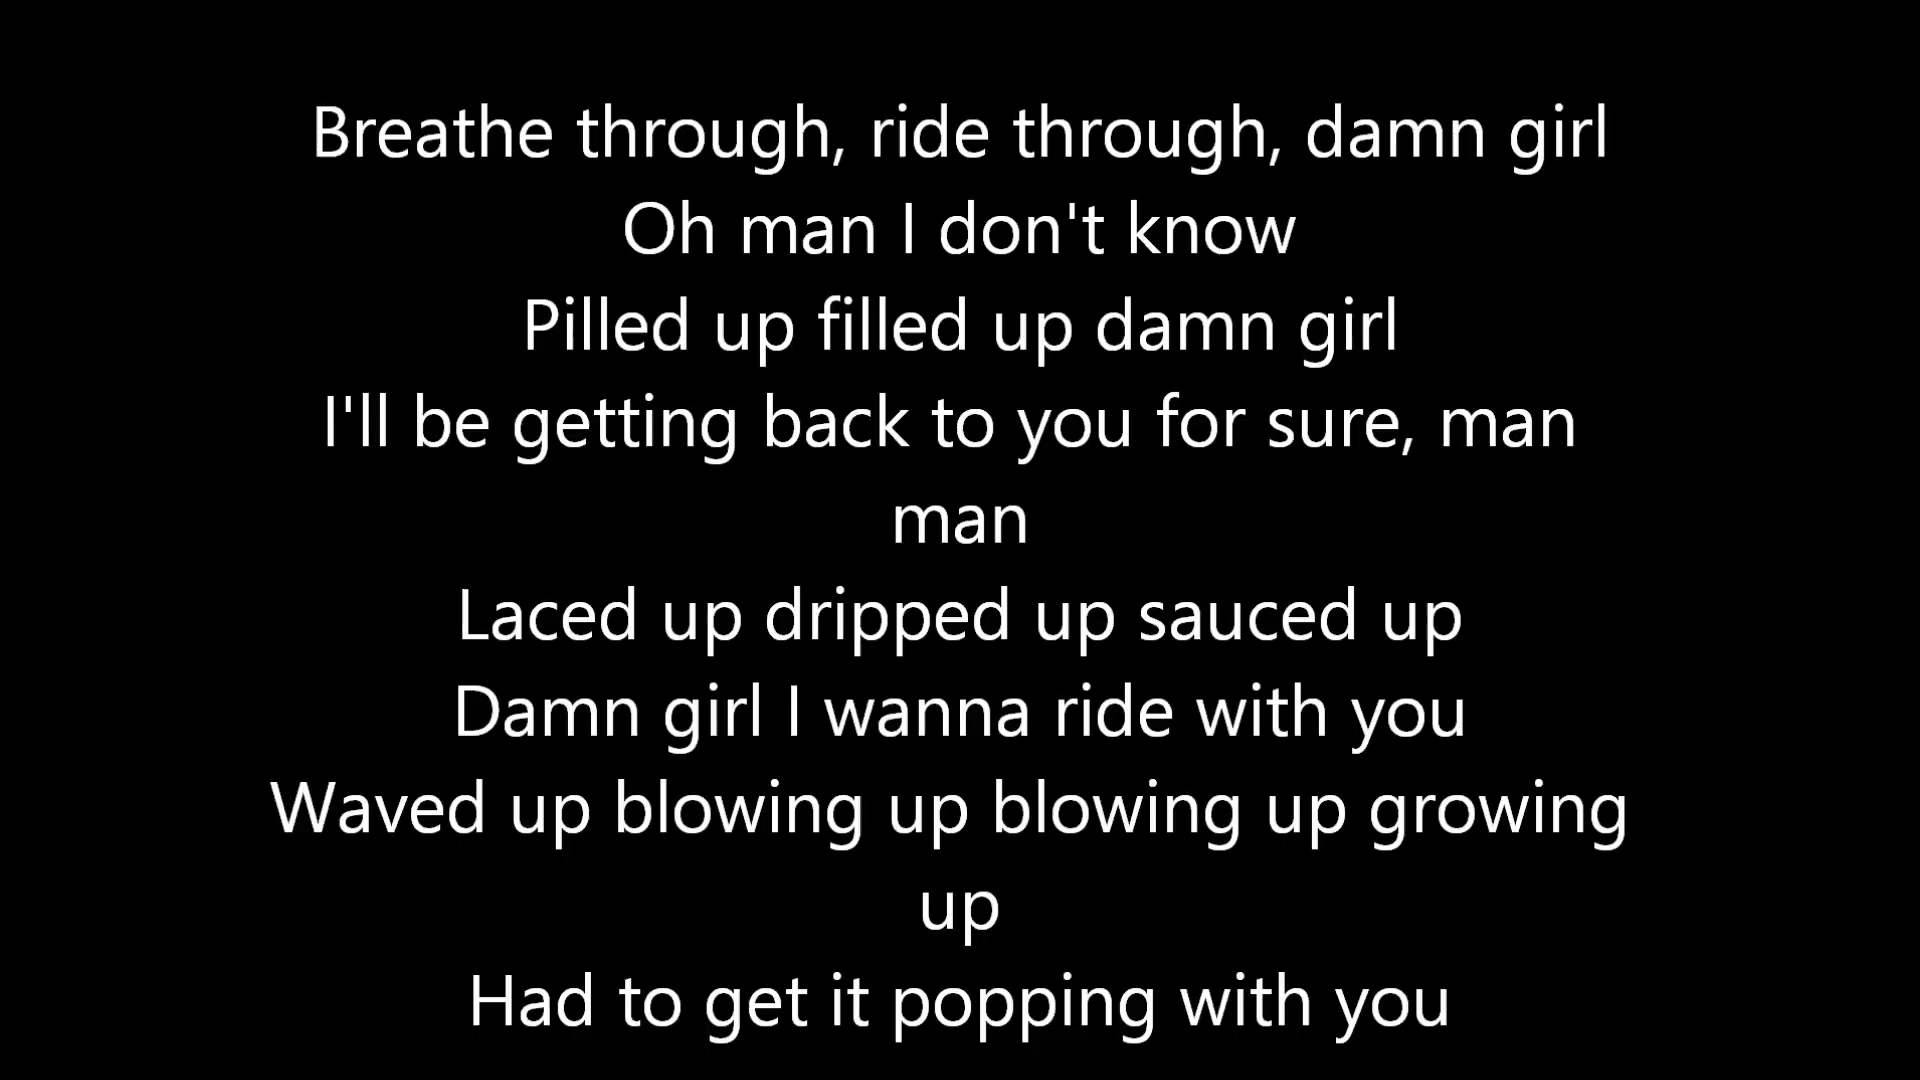 Breathe through, ride through, damn girl
Oh man I don't know
Pilled up filled up damn girl
I'll be getting back to you for sure, man
man
Laced up dripped up sauced up
Damn girl I wanna ride with you
Waved up blowing up blowing up growing
up
Had to get it popping with you